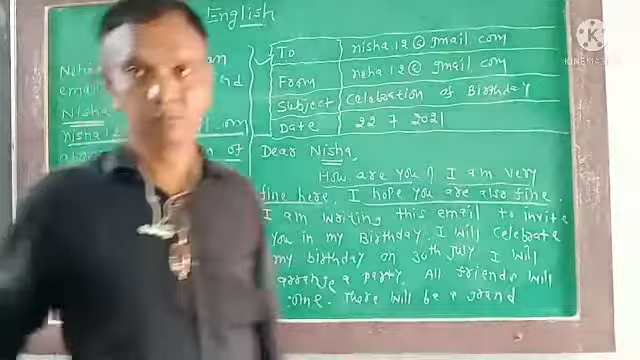 English
To nisha12@gmail.com
From neha12@gmail.com
Subject Celebration of Birthday
Date 22 7 2021
Nisha
nisha12
Dear Nisha,
How are you? I am very
fine here. I hope you are also fine.
I am writing this email to invite
you in my Birthday. I will celebrate
my birthday on 30th July. I will
arrange a party. All friends will
There will be a grand
KINEMASTER